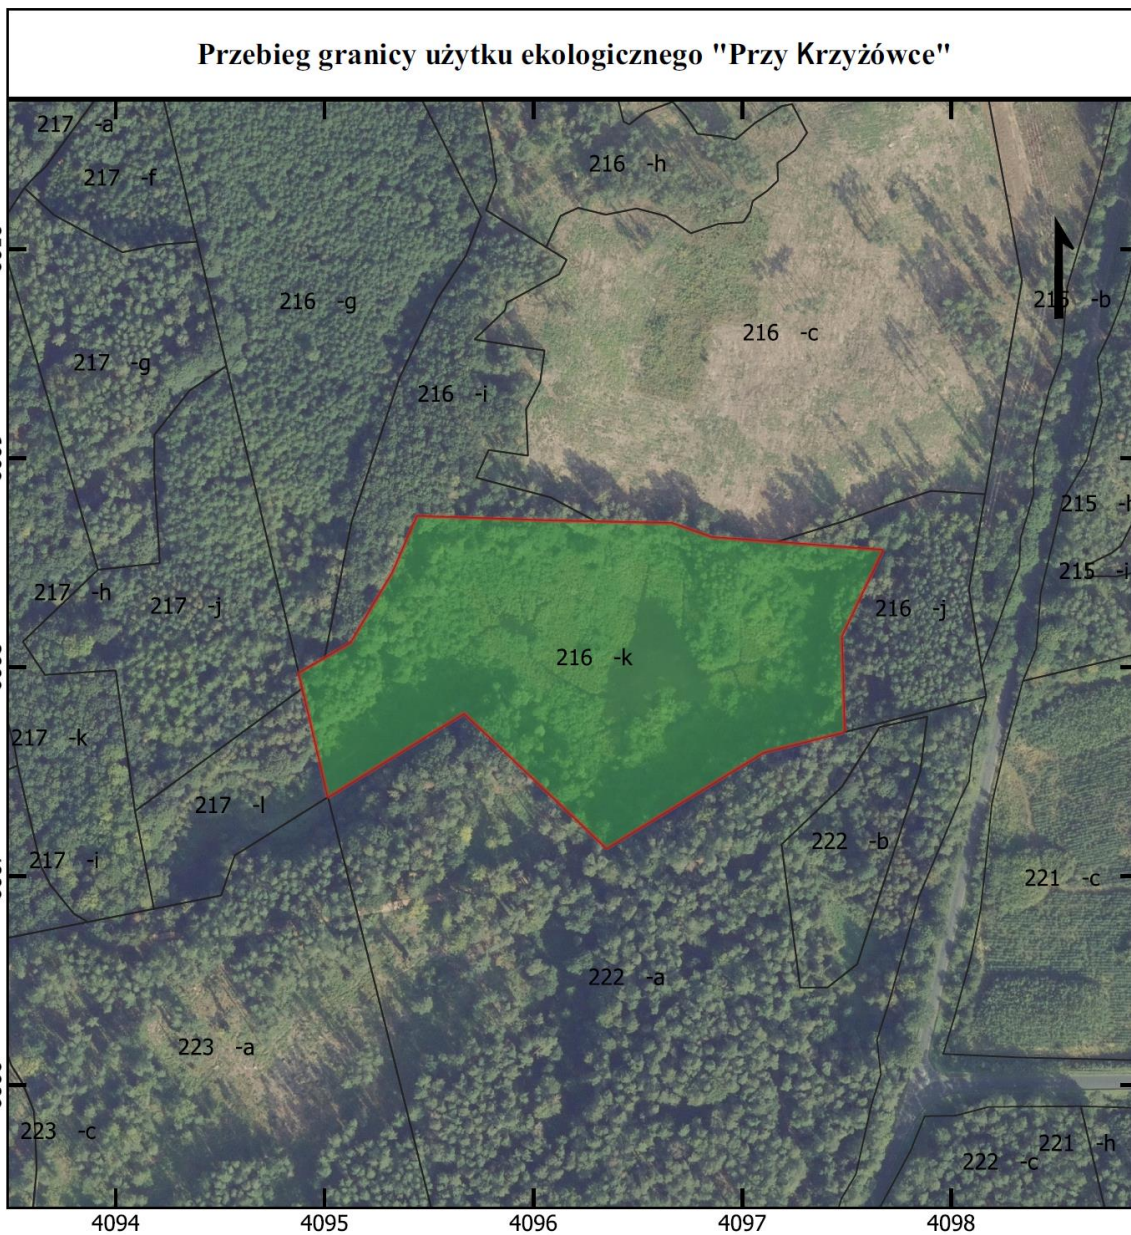 Przebieg granicy użytku ekologicznego "Przy Krzyżówce"
217 -a
216 -h
217 -f
216 -g
215 -b
216 -c
217 -g
216 -i
215
215 -i
217 -h
217 -j
216 -j
216 -k
217 -k
217 -l
222 -b
217 -i
221 -c
222 -a
223 -a
223 -c
221 -h
222 -c
4094 4095 4096 4097 4098